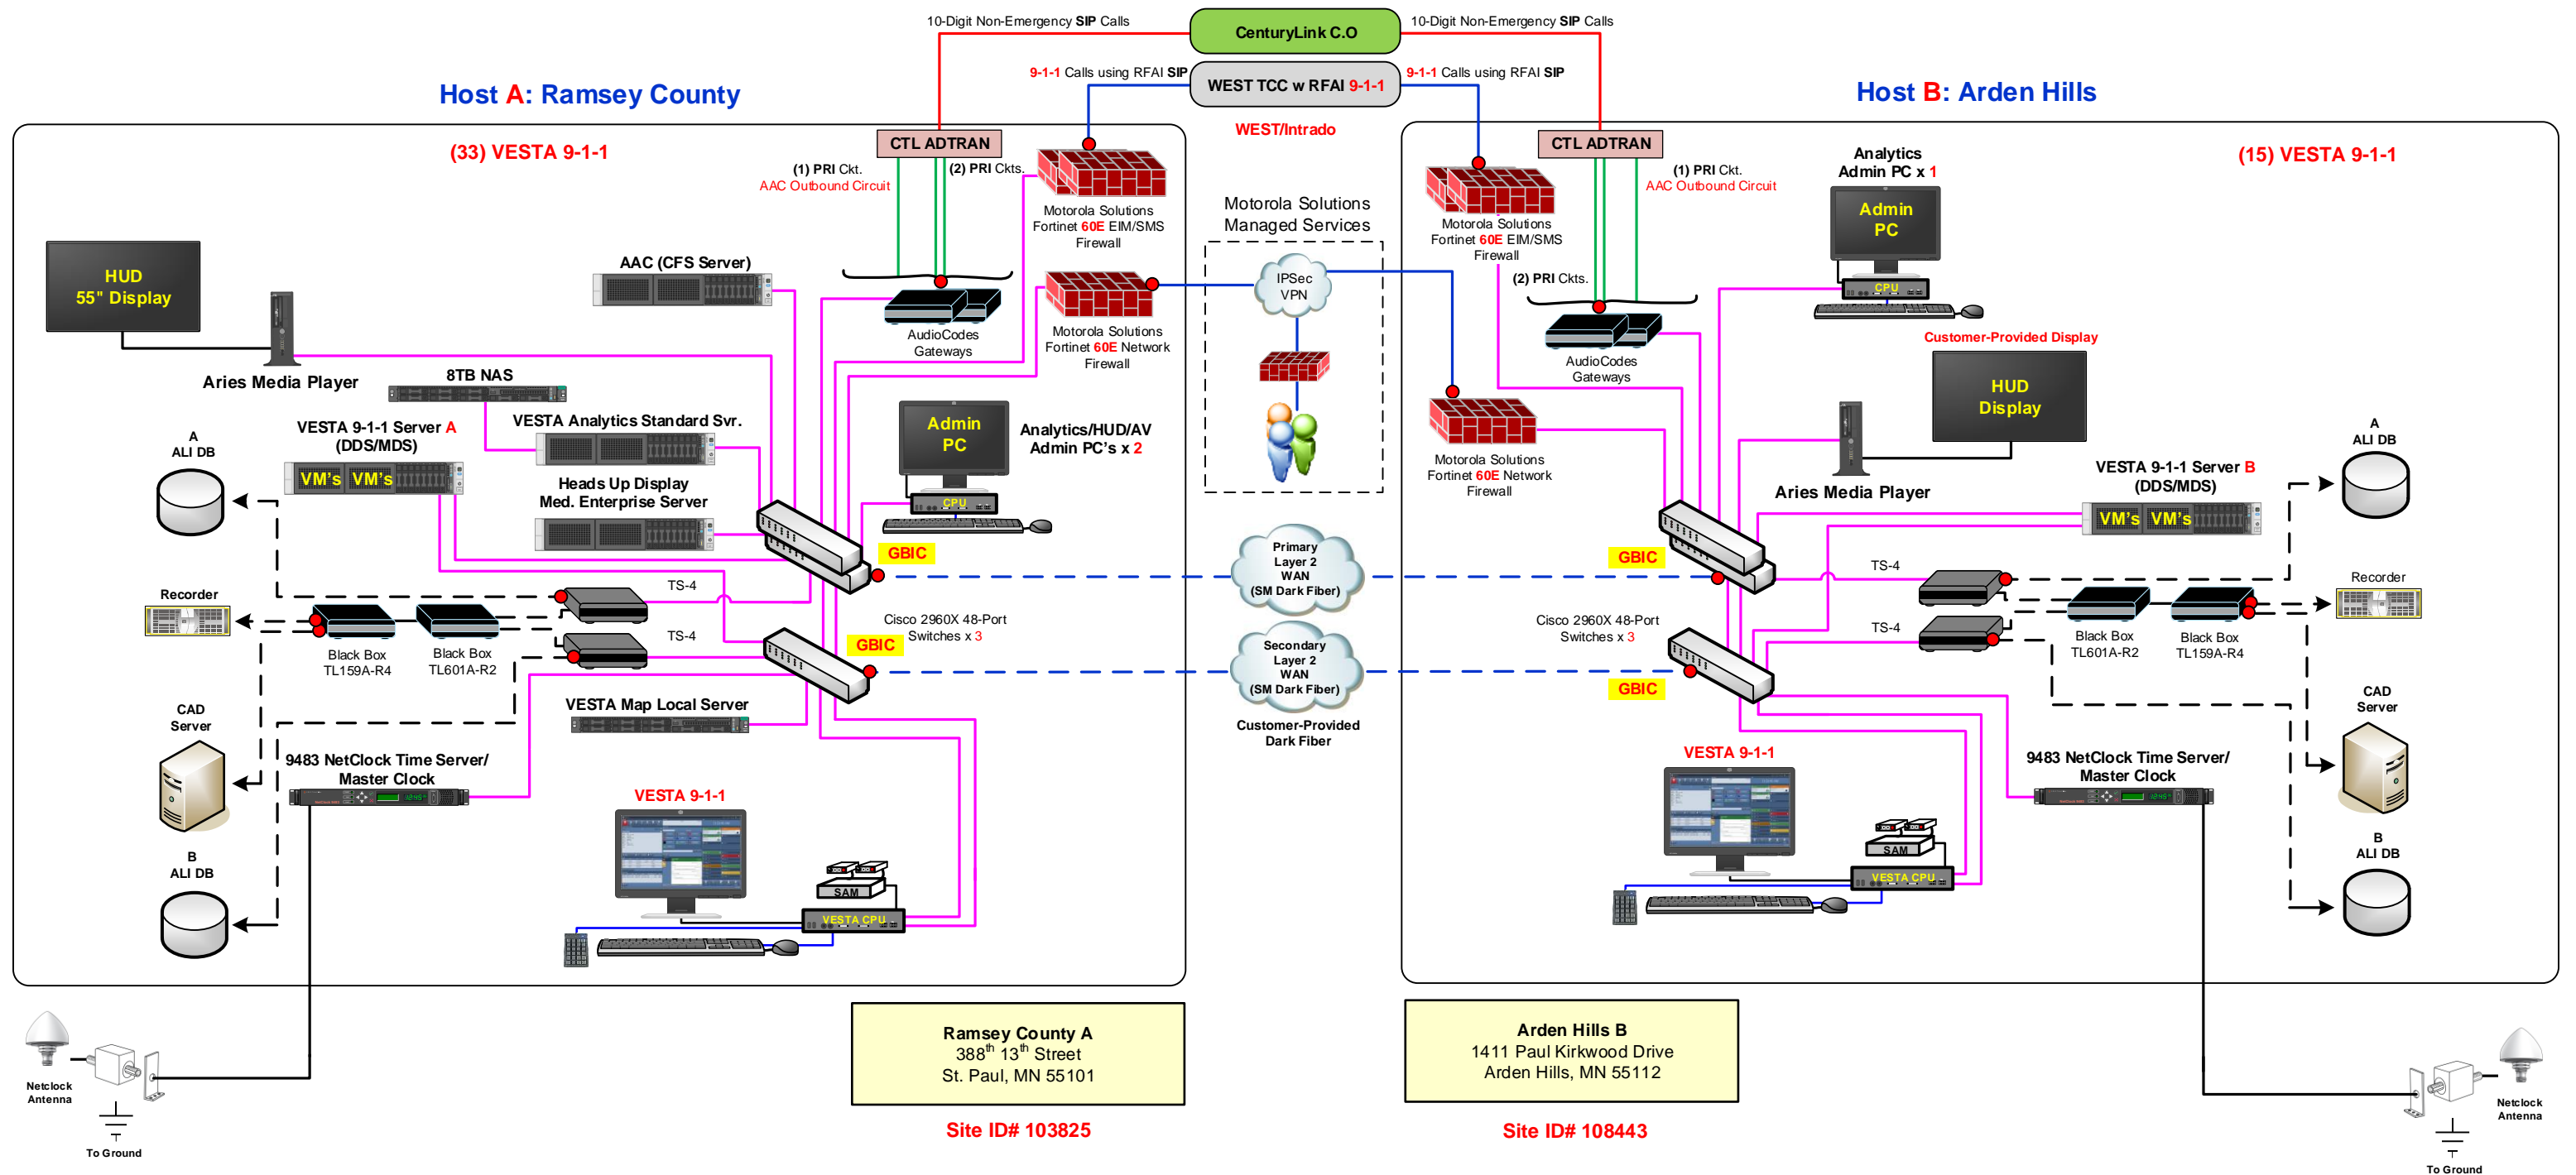 10-Digit Non-Emergency SIP Calls
CenturyLink C.O
10-Digit Non-Emergency SIP Calls
9-1-1 Calls using RFAI SIP
WEST TCC w RFAI 9-1-1
9-1-1 Calls using RFAI SIP
WEST/Intrado
Host A: Ramsey County
(33) VESTA 9-1-1
CTL ADTRAN
(1) PRI Ckt.
AAC Outbound Circuit
(2) PRI Ckts.
Motorola Solutions
Fortinet 60E EIM/SMS
Firewall
HUD
55" Display
AAC (CFS Server)
AudioCodes
Gateways
Motorola Solutions
Fortinet 60E Network
Firewall
Aries Media Player
8TB NAS
VESTA 9-1-1 Server A
(DDS/MDS)
VM's VM's
VESTA Analytics Standard Svr.
Admin
PC
CPU
Analytics/HUD/AV
Admin PC's x 2
A
ALI DB
Heads Up Display
Med. Enterprise Server
GBIC
TS-4
Recorder
Black Box
TL159A-R4
Black Box
TL601A-R2
TS-4
Cisco 2960X 48-Port
Switches x 3
GBIC
CAD
Server
VESTA Map Local Server
9483 NetClock Time Server/
Master Clock
VESTA 9-1-1
SAM
VESTA CPU
B
ALI DB
Netclock
Antenna
To Ground
Ramsey County A
388th 13th Street
St. Paul, MN 55101
Site ID# 103825
Motorola Solutions
Managed Services
IPSec
VPN
Primary
Layer 2
WAN
(SM Dark Fiber)
Secondary
Layer 2
WAN
(SM Dark Fiber)
Customer-Provided
Dark Fiber
Host B: Arden Hills
(15) VESTA 9-1-1
CTL ADTRAN
(1) PRI Ckt.
AAC Outbound Circuit
Motorola Solutions
Fortinet 60E EIM/SMS
Firewall
(2) PRI Ckts.
AudioCodes
Gateways
Analytics
Admin PC x 1
Admin
PC
CPU
Customer-Provided Display
HUD
Display
Motorola Solutions
Fortinet 60E Network
Firewall
Aries Media Player
VESTA 9-1-1 Server B
(DDS/MDS)
VM's VM's
A
ALI DB
GBIC
TS-4
Recorder
Cisco 2960X 48-Port
Switches x 3
TS-4
Black Box
TL601A-R2
Black Box
TL159A-R4
GBIC
CAD
Server
VESTA 9-1-1
9483 NetClock Time Server/
Master Clock
SAM
VESTA CPU
B
ALI DB
Arden Hills B
1411 Paul Kirkwood Drive
Arden Hills, MN 55112
Site ID# 108443
Netclock
Antenna
To Ground